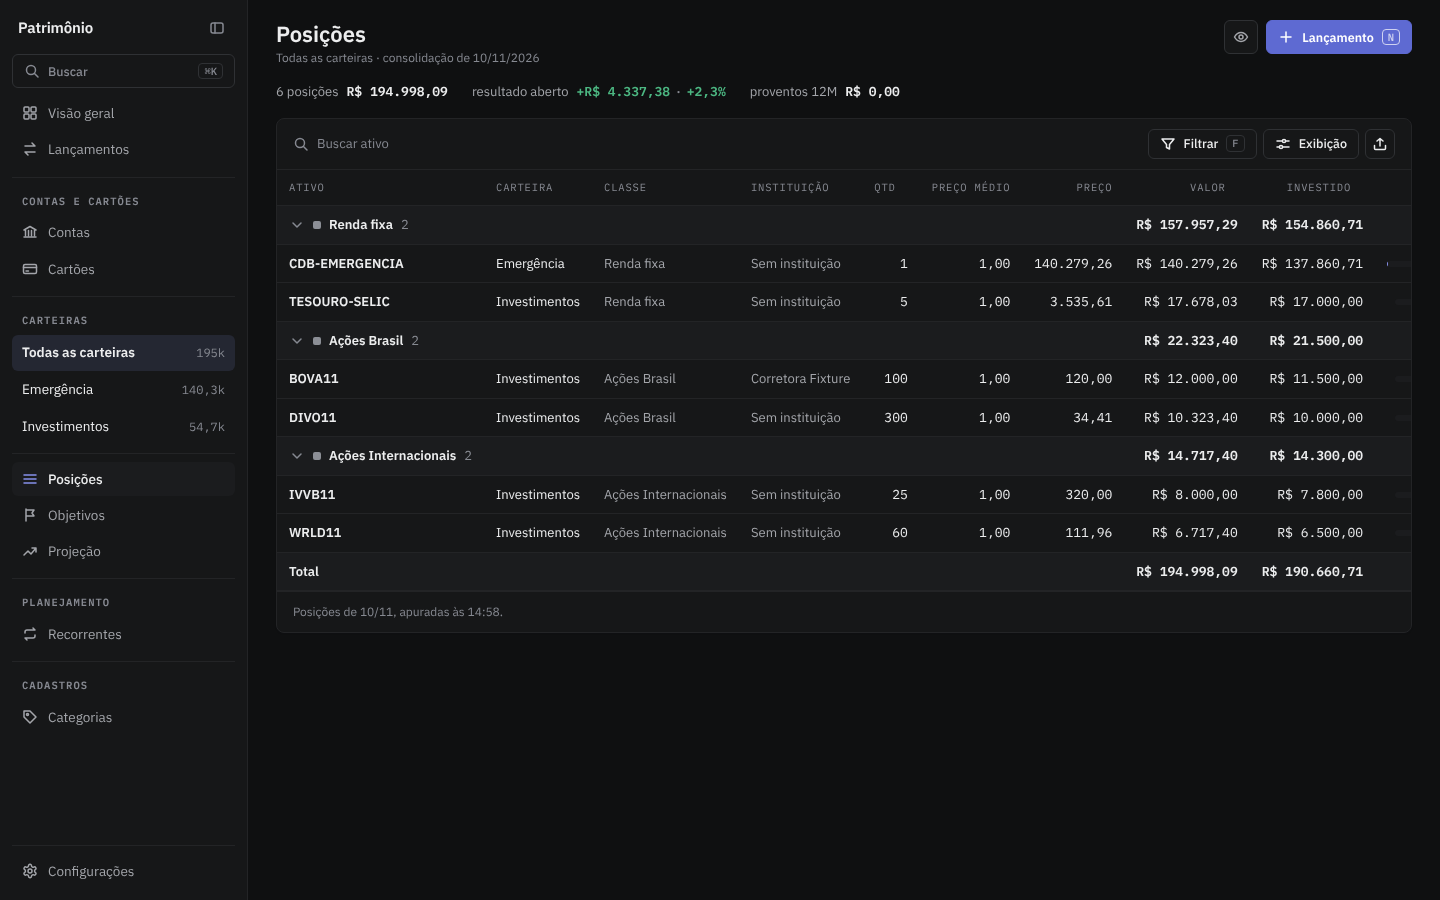 Patrimônio
Buscar ⌘K
Visão geral
Lançamentos
CONTAS E CARTÕES
Contas
Cartões
CARTEIRAS
Todas as carteiras 195k
Emergência 140,3k
Investimentos 54,7k
Posições
Objetivos
Projeção
PLANEJAMENTO
Recorrentes
CADASTROS
Categorias
Configurações
Posições
Todas as carteiras · consolidação de 10/11/2026
Lançamento N
6 posições R$ 194.998,09 resultado aberto +R$ 4.337,38 · +2,3% proventos 12M R$ 0,00
Buscar ativo Filtrar F Exibição
ATIVO CARTEIRA CLASSE INSTITUIÇÃO QTD PREÇO MÉDIO PREÇO VALOR INVESTIDO
Renda fixa 2 R$ 157.957,29 R$ 154.860,71
CDB-EMERGENCIA Emergência Renda fixa Sem instituição 1 1,00 140.279,26 R$ 140.279,26 R$ 137.860,71
TESOURO-SELIC Investimentos Renda fixa Sem instituição 5 1,00 3.535,61 R$ 17.678,03 R$ 17.000,00
Ações Brasil 2 R$ 22.323,40 R$ 21.500,00
BOVA11 Investimentos Ações Brasil Corretora Fixture 100 1,00 120,00 R$ 12.000,00 R$ 11.500,00
DIVO11 Investimentos Ações Brasil Sem instituição 300 1,00 34,41 R$ 10.323,40 R$ 10.000,00
Ações Internacionais 2 R$ 14.717,40 R$ 14.300,00
IVVB11 Investimentos Ações Internacionais Sem instituição 25 1,00 320,00 R$ 8.000,00 R$ 7.800,00
WRLD11 Investimentos Ações Internacionais Sem instituição 60 1,00 111,96 R$ 6.717,40 R$ 6.500,00
Total R$ 194.998,09 R$ 190.660,71
Posições de 10/11, apuradas às 14:58.